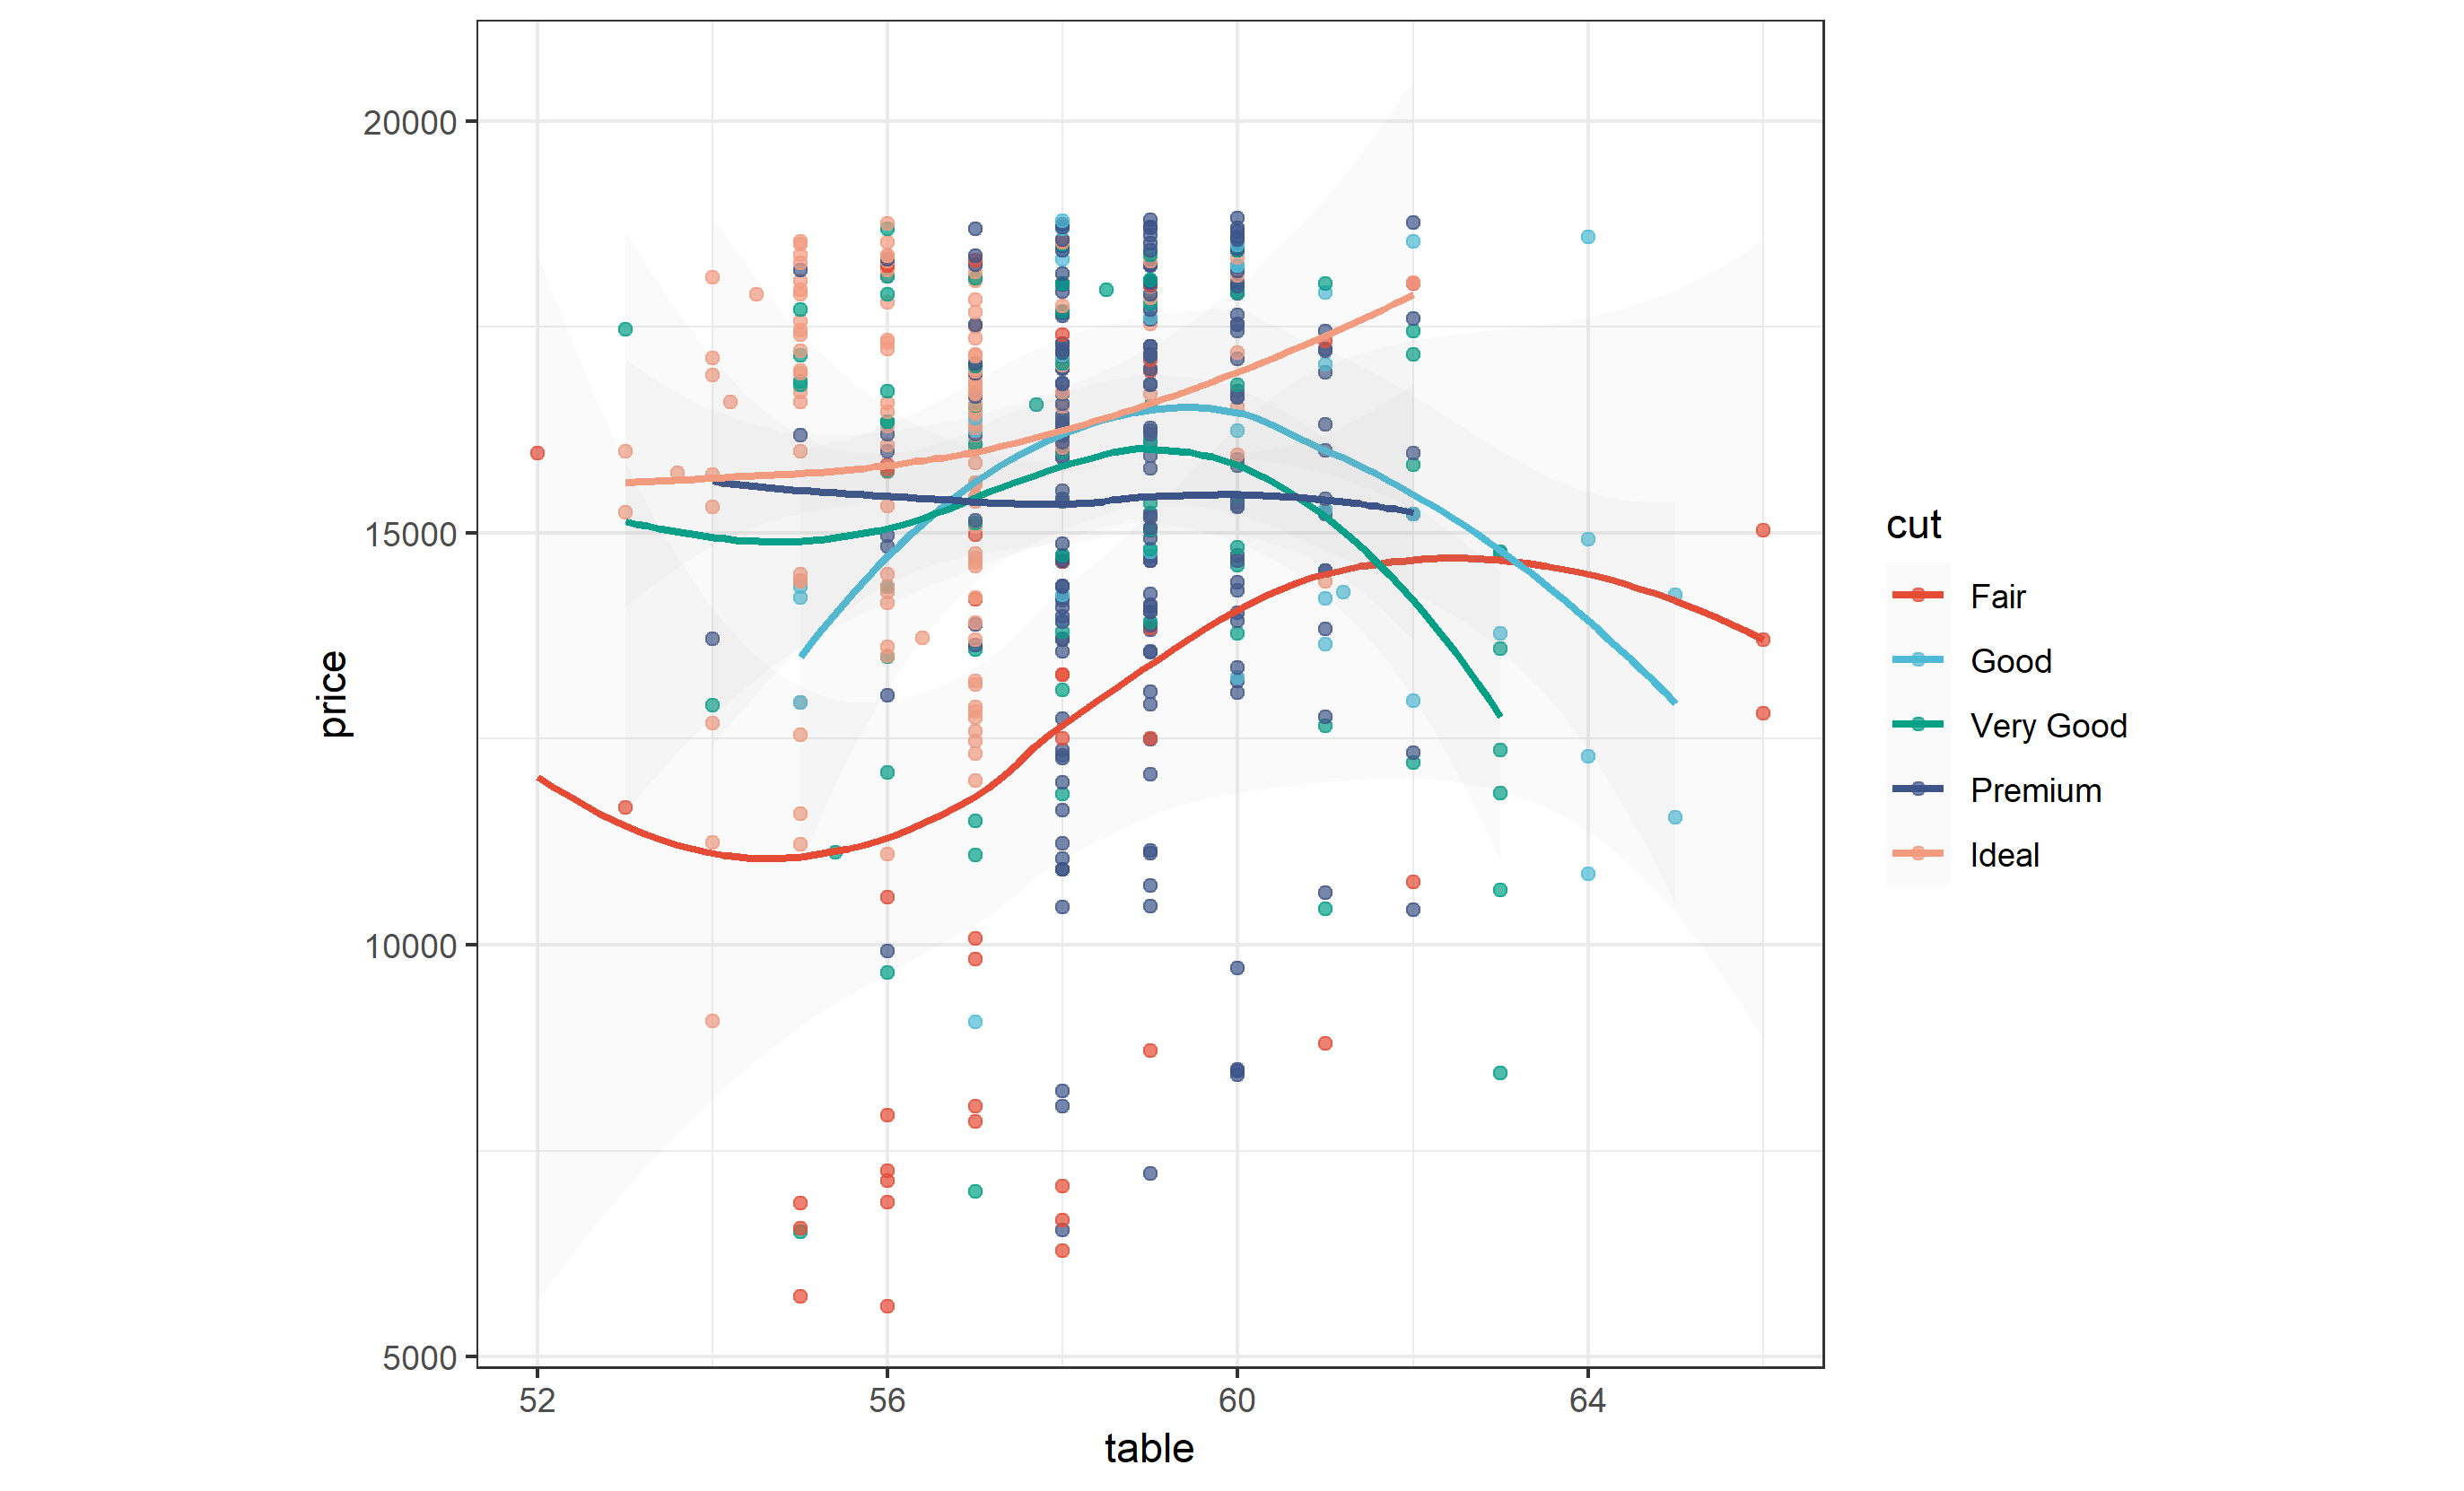 20000
15000
10000
5000
price
52
56
60
64
table
cut
Fair
Good
Very Good
Premium
Ideal